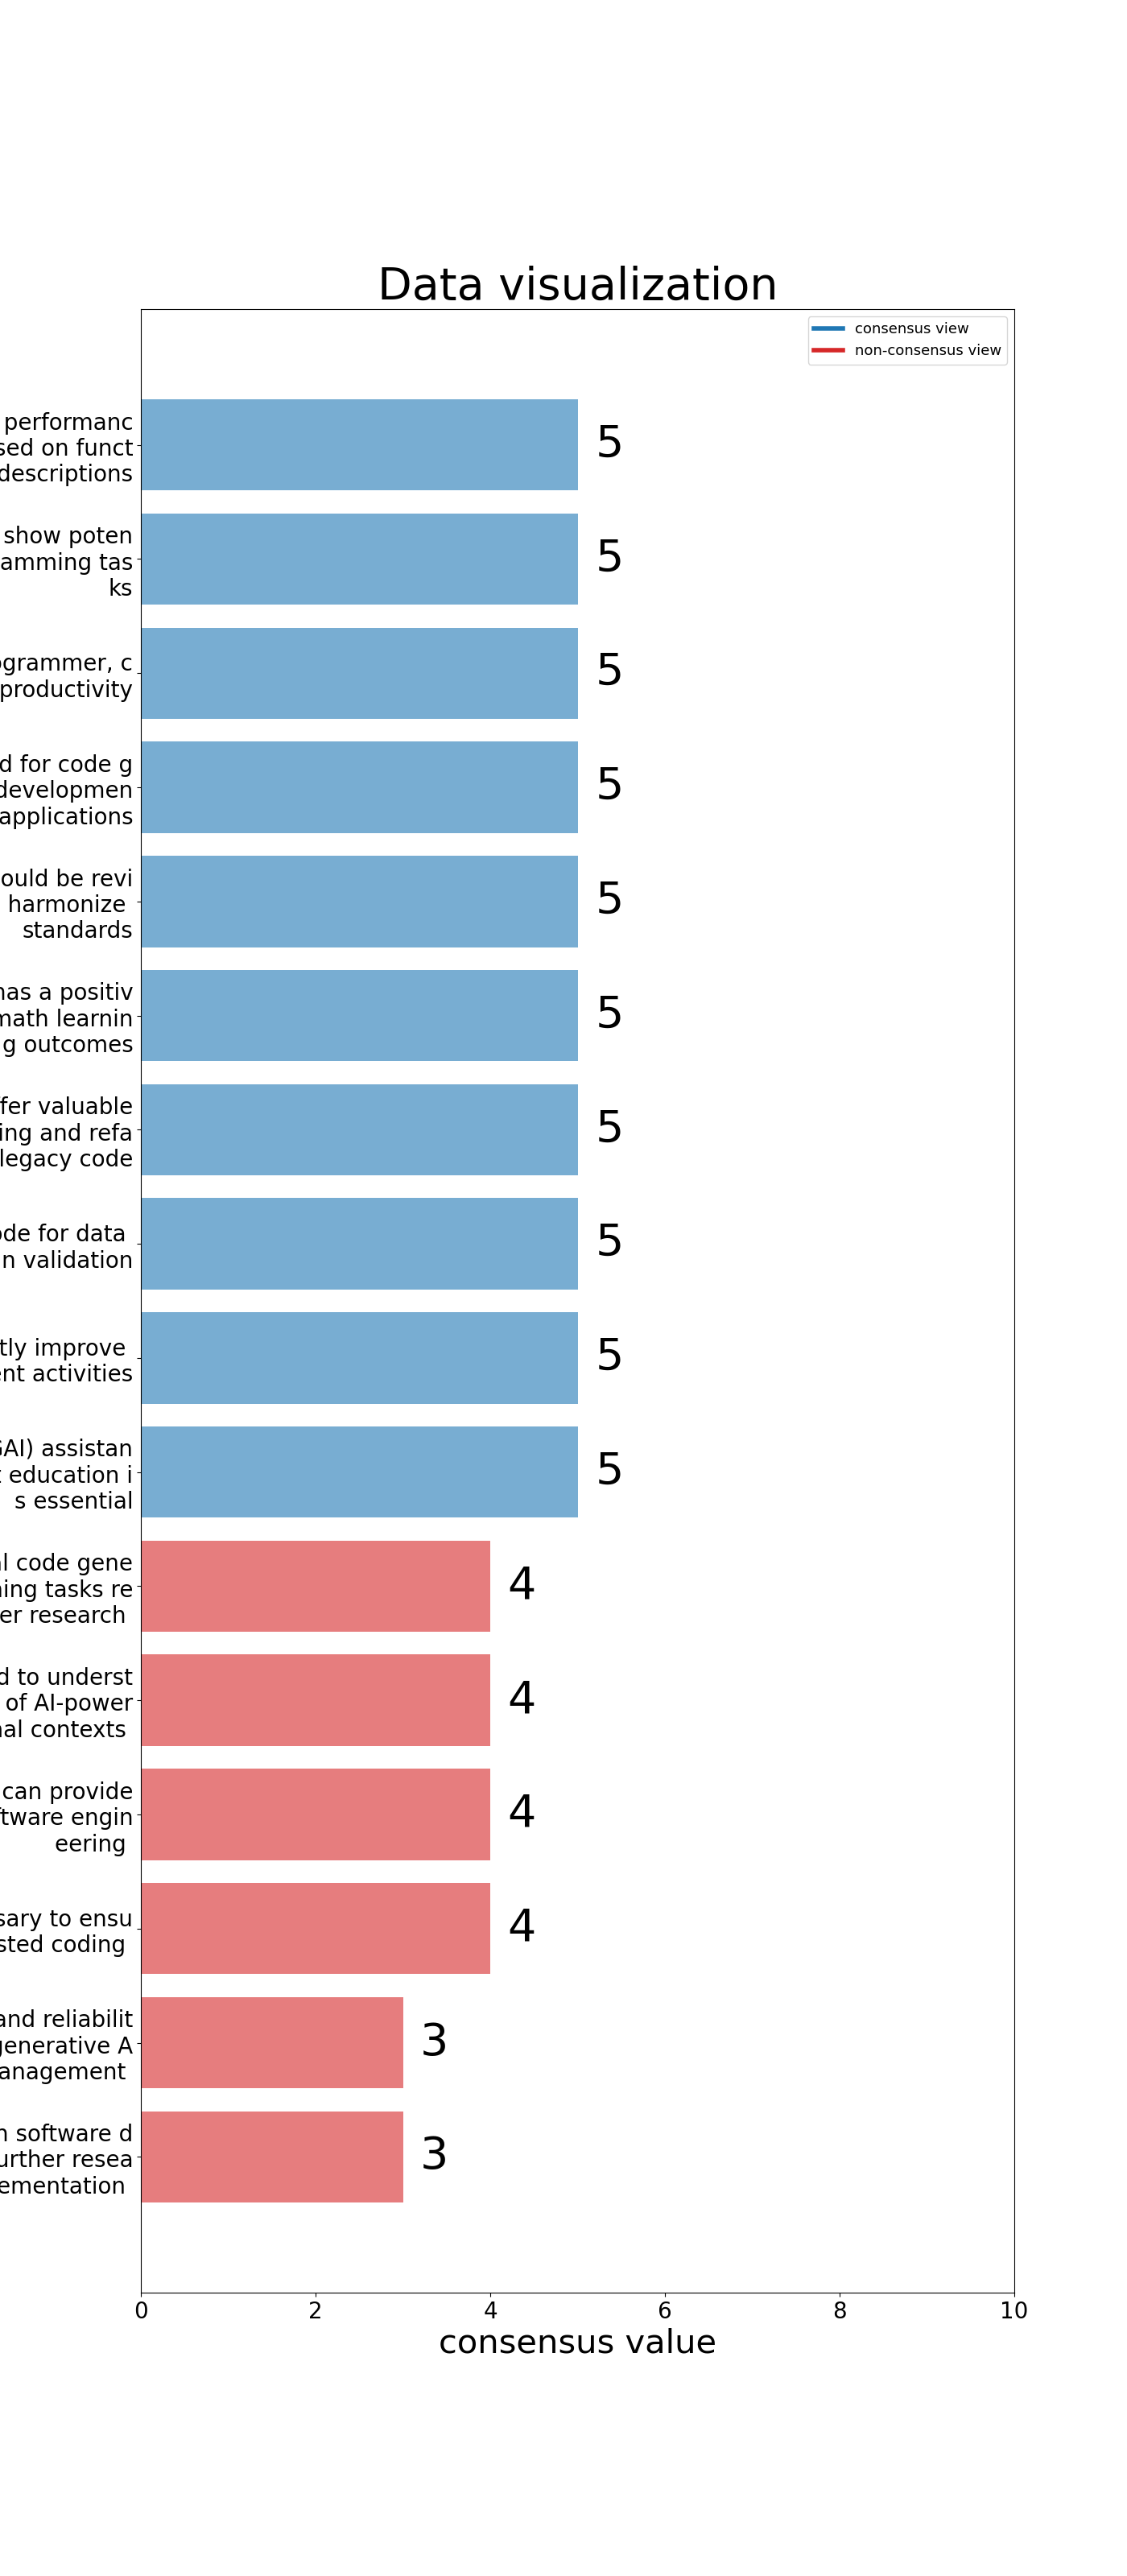 Data visualization
consensus view
non-consensus view
performanc
sed on funct
descriptions
5
show poten
amming tas
ks
5
ogrammer, c
productivity
5
d for code g
developmen
applications
5
ould be revi
harmonize
standards
5
has a positiv
math learnin
g outcomes
5
fer valuable
ing and refa
legacy code
5
ode for data
n validation
5
tly improve
ent activities
5
GAI) assistan
t education i
s essential
5
al code gene
ning tasks re
er research
4
d to underst
of AI-power
nal contexts
4
can provide
ftware engin
eering
4
sary to ensu
sted coding
4
and reliabilit
generative A
anagement
3
n software d
urther resea
ementation
3
0 2 4 6 8 10
consensus value